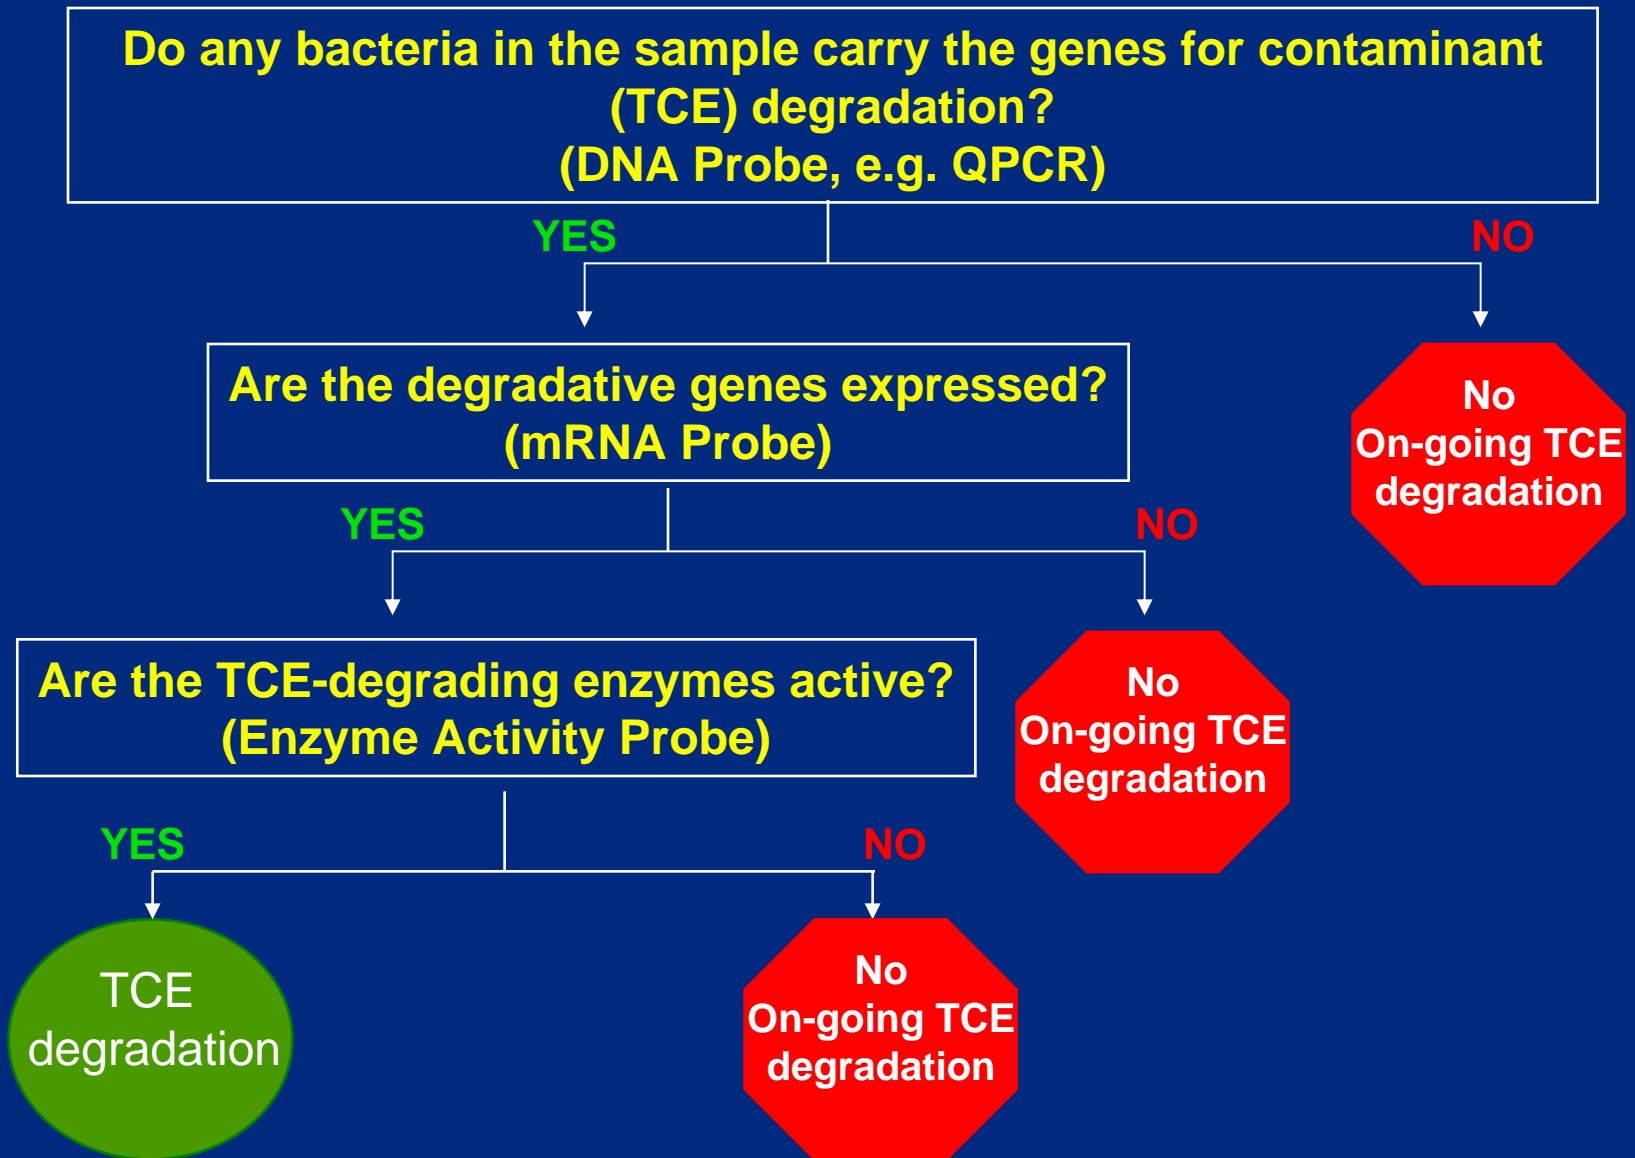 Do any bacteria in the sample carry the genes for contaminant
(TCE) degradation?
(DNA Probe, e.g. QPCR)
YES
NO
Are the degradative genes expressed?
(mRNA Probe)
No
On-going TCE
degradation
YES
NO
Are the TCE-degrading enzymes active?
(Enzyme Activity Probe)
No
On-going TCE
degradation
YES
NO
TCE
degradation
No
On-going TCE
degradation